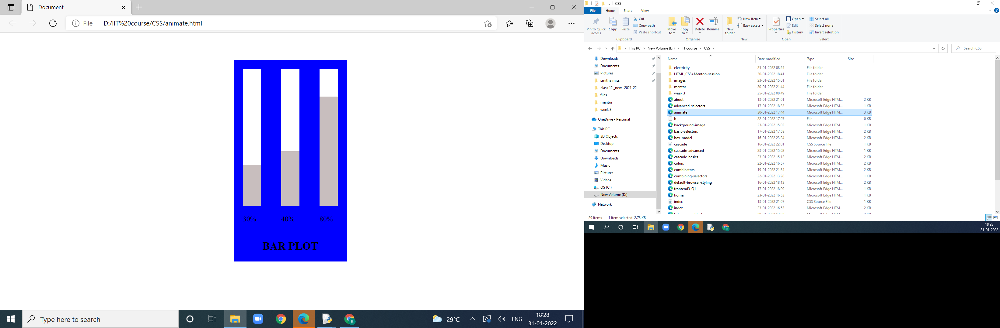 Document
File
D:/IIT%20course/CSS/animate.html
30% 40% 80%
BAR PLOT
Type here to search
29°C
ENG
18:28
31-01-2022
CSS
File Home Share View
Pin to Quick access
Copy
Paste
Cut
Copy path
Paste shortcut
Clipboard
Move to
Copy to
Delete
Rename
Organize
New folder
New item
Easy access
New
Properties
Open
Edit
History
Open
Select all
Select none
Invert selection
Select
This PC > New Volume (D:) > IIT course > CSS >
Search CSS
Downloads
Documents
Pictures
smitha miss
class 12 _new- 2021-22
files
mentor
week 3
OneDrive - Personal
This PC
3D Objects
Desktop
Documents
Downloads
Music
Pictures
Videos
OS (C:)
New Volume (D:)
Network
Name Date modified Type Size
electricity 25-01-2022 08:55 File folder
HTML_CSS+Mentor+session 30-01-2022 18:41 File folder
images 23-01-2022 15:01 File folder
mentor 30-01-2022 21:44 File folder
week 3 25-01-2022 08:49 File folder
about 13-01-2022 21:01 Microsoft Edge HTM... 2 KB
advanced-selectors 17-01-2022 18:33 Microsoft Edge HTM... 1 KB
animate 30-01-2022 17:44 Microsoft Edge HTM... 3 KB
b 22-01-2022 17:07 File 0 KB
background-image 23-01-2022 15:02 Microsoft Edge HTM... 1 KB
basic-selectors 17-01-2022 17:58 Microsoft Edge HTM... 2 KB
box-model 16-01-2022 23:24 Microsoft Edge HTM... 2 KB
cascade 16-01-2022 22:01 CSS Source File 1 KB
cascade-advanced 23-01-2022 15:02 Microsoft Edge HTM... 1 KB
cascade-basics 23-01-2022 15:12 Microsoft Edge HTM... 2 KB
colors 22-01-2022 16:57 Microsoft Edge HTM... 2 KB
combinators 19-01-2022 21:34 Microsoft Edge HTM... 2 KB
combining-selectors 22-01-2022 13:28 Microsoft Edge HTM... 1 KB
default-browser-styling 16-01-2022 18:13 Microsoft Edge HTM... 2 KB
frontend3-Q1 17-01-2022 18:09 Microsoft Edge HTM... 1 KB
home 23-01-2022 16:53 Microsoft Edge HTM... 1 KB
index 13-01-2022 21:07 CSS Source File 1 KB
index 23-01-2022 16:53 Microsoft Edge HTM... 2 KB
29 items 1 item selected 2.73 KB
18:28
31-01-2022